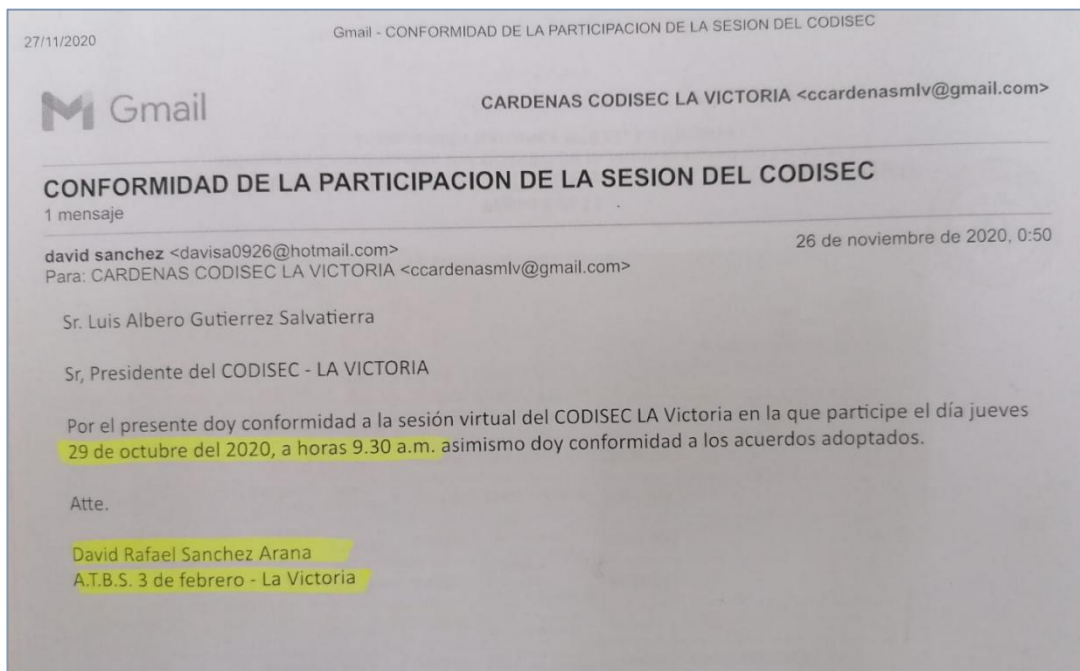 27/11/2020
Gmail - CONFORMIDAD DE LA PARTICIPACION DE LA SESION DEL CODISEC
Gmail
CARDENAS CODISEC LA VICTORIA <ccardenasmlv@gmail.com>
CONFORMIDAD DE LA PARTICIPACION DE LA SESION DEL CODISEC
1 mensaje
david sanchez <davisa0926@hotmail.com>
26 de noviembre de 2020, 0:50
Para: CARDENAS CODISEC LA VICTORIA <ccardenasmlv@gmail.com>
Sr. Luis Albero Gutierrez Salvatierra
Sr, Presidente del CODISEC - LA VICTORIA
Por el presente doy conformidad a la sesión virtual del CODISEC LA Victoria en la que participe el día jueves
29 de octubre del 2020, a horas 9.30 a.m. asimismo doy conformidad a los acuerdos adoptados.
Atte.
David Rafael Sanchez Arana
A.T.B.S. 3 de febrero - La Victoria